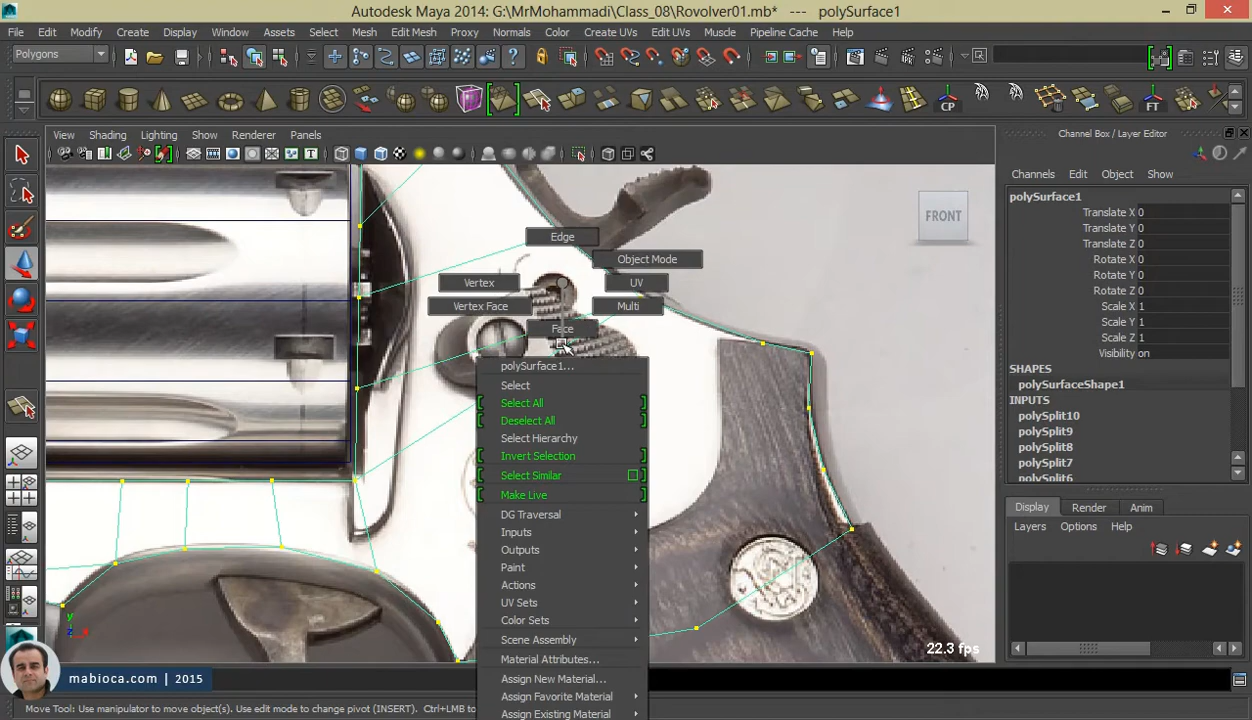 Autodesk Maya 2014: G:\MrMohammadi\Class_08\Rovolver01.mb*   ---   polySurface1
File Edit Modify Create Display Window Assets Select Mesh Edit Mesh Proxy Normals Color Create UVs Edit UVs Muscle Pipeline Cache Help
Polygons
CP FT
View Shading Lighting Show Renderer Panels
Channel Box / Layer Editor
Channels Edit Object Show
polySurface1
Translate X 0
Translate Y 0
Translate Z 0
Rotate X 0
Rotate Y 0
Rotate Z 0
Scale X 1
Scale Y 1
Scale Z 1
Visibility on
SHAPES
polySurfaceShape1
INPUTS
polySplit10
polySplit9
polySplit8
polySplit7
polySplit6
FRONT
Edge
Object Mode
Vertex
UV
Vertex Face
Multi
Face
polySurface1...
Select
Select All
Deselect All
Select Hierarchy
Invert Selection
Select Similar
Make Live
DG Traversal
Inputs
Outputs
Paint
Actions
UV Sets
Color Sets
Scene Assembly
Material Attributes...
Assign New Material...
Assign Favorite Material
Assign Existing Material
Display Render Anim
Layers Options Help
22.3 fps
y
z
x
mabioca.com | 2015
Move Tool: Use manipulator to move object(s). Use edit mode to change pivot (INSERT). Ctrl+LMB to